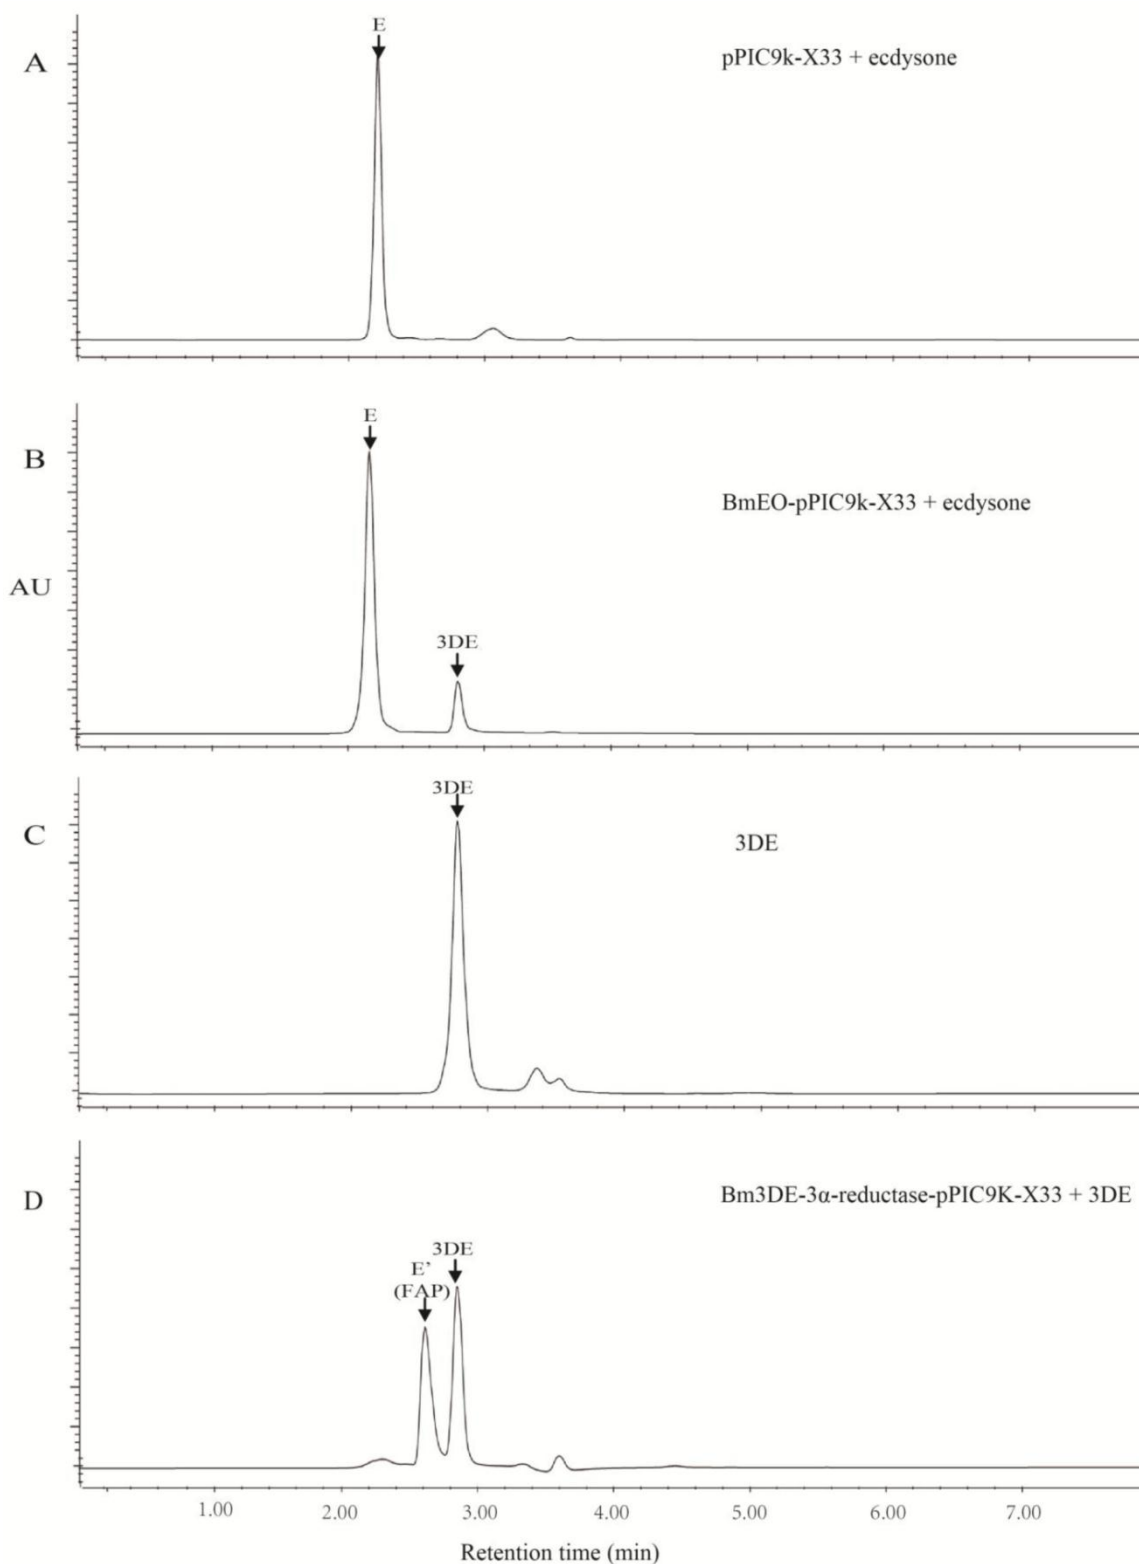 E
A
pPIC9k-X33 + ecdysone
E
B
BmEO-pPIC9k-X33 + ecdysone
AU
3DE
3DE
C
3DE
D
Bm3DE-3α-reductase-pPIC9K-X33 + 3DE
3DE
E’
(FAP)
1.00 2.00 3.00 4.00 5.00 6.00 7.00
Retention time (min)